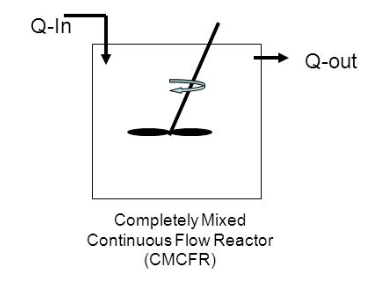 Q-In
Q-out
Completely Mixed
Continuous Flow Reactor
(CMCFR)